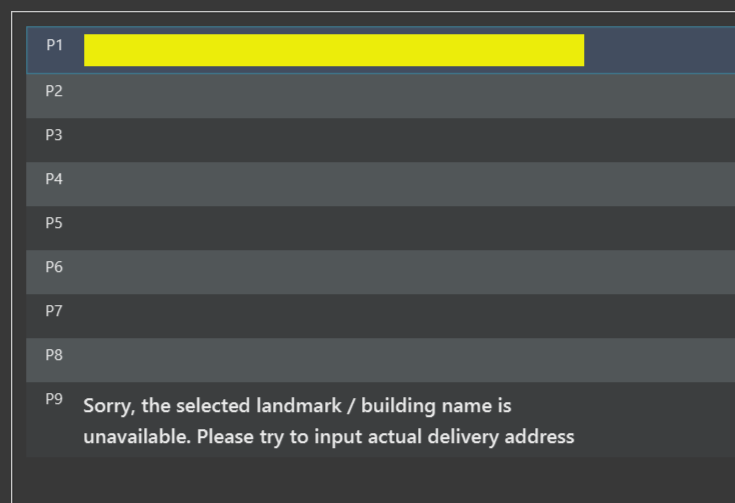 P1
P2
P3
P4
P5
P6
P7
P8
P9 Sorry, the selected landmark / building name is
unavailable. Please try to input actual delivery address